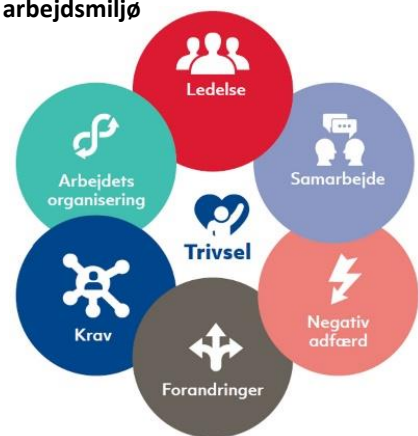 arbejdsmiljø
Ledelse
Arbejdets
organisering
Samarbejde
Trivsel
Krav
Negativ
adfærd
Forandringer